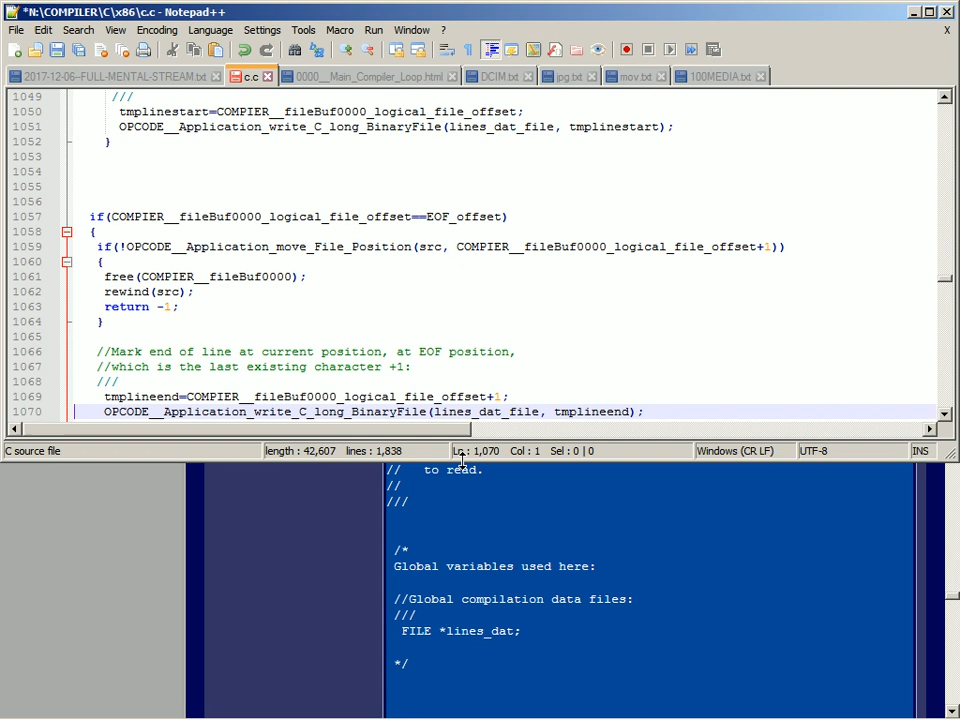 *N:\COMPILER\C\x86\c.c - Notepad++
File Edit Search View Encoding Language Settings Tools Macro Run Window ? X
2017-12-06--FULL-MENTAL-STREAM.txt c.c 0000__Main_Compiler_Loop.html DCIM.txt jpg.txt mov.txt 100MEDIA.txt
1049 ///
1050 tmplinestart=COMPIER__fileBuf0000_logical_file_offset;
1051 OPCODE__Application_write_C_long_BinaryFile(lines_dat_file, tmplinestart);
1052 }
1053
1054
1055
1056
1057 if(COMPIER__fileBuf0000_logical_file_offset==EOF_offset)
1058 {
1059 if(!OPCODE__Application_move_File_Position(src, COMPIER__fileBuf0000_logical_file_offset+1))
1060 {
1061 free(COMPIER__fileBuf0000);
1062 rewind(src);
1063 return -1;
1064 }
1065
1066 //Mark end of line at current position, at EOF position,
1067 //which is the last existing character +1:
1068 ///
1069 tmplineend=COMPIER__fileBuf0000_logical_file_offset+1;
1070 OPCODE__Application_write_C_long_BinaryFile(lines_dat_file, tmplineend);
C source file length : 42,607 lines : 1,838 Ln : 1,070 Col : 1 Sel : 0 | 0 Windows (CR LF) UTF-8 INS
// to read.
//
///
/*
Global variables used here:
//Global compilation data files:
///
FILE *lines_dat;
*/